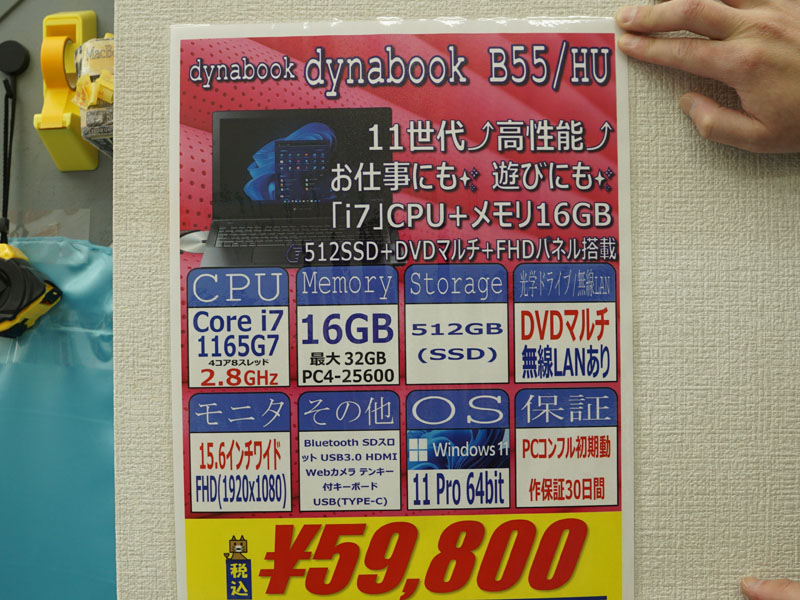 MacB
dynabook dynabook B55/HU
11世代⤴高性能⤴
お仕事にも✨ 遊びにも✨
「i7」CPU+メモリ16GB
512SSD+DVDマルチ+FHDパネル搭載
CPU
Core i7
1165G7
4コア8スレッド
2.8GHz
Memory
16GB
最大 32GB
PC4-25600
Storage
512GB
(SSD)
光学ドライブ/無線LAN
DVDマルチ
無線LANあり
モニタ
15.6インチワイド
FHD(1920x1080)
その他
Bluetooth SDスロ
ット USB3.0 HDMI
Webカメラ テンキー
付キーボード
USB(TYPE-C)
OS
Windows 11
11 Pro 64bit
保証
PCコンフル初期動
作保証30日間
税込
¥59,800